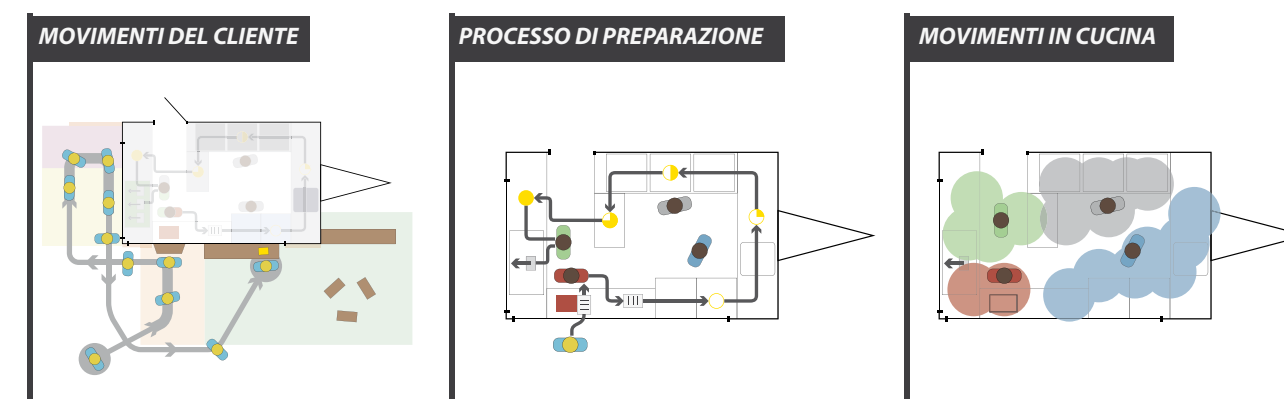 MOVIMENTI DEL CLIENTE
PROCESSO DI PREPARAZIONE
MOVIMENTI IN CUCINA